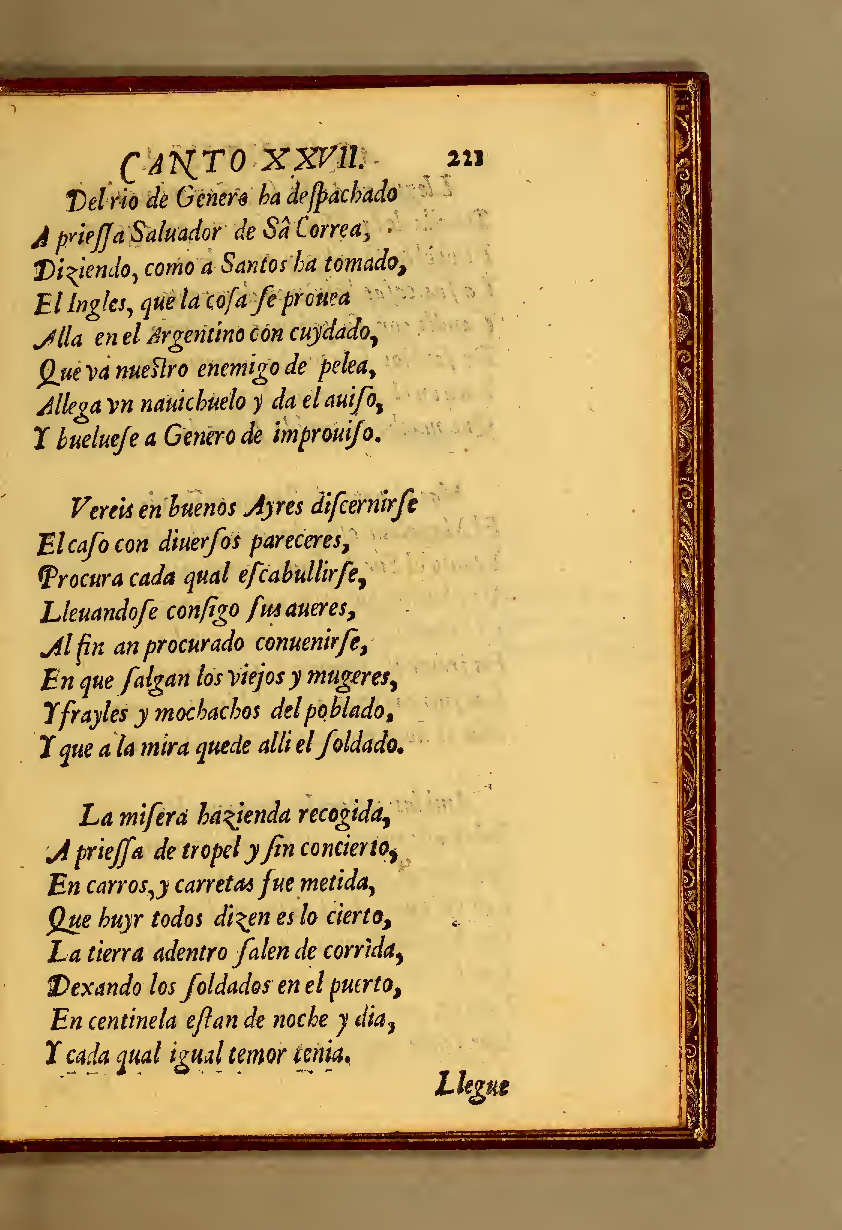 CANTO XXVII. 221
Del rio de Genero ha deſpachado
A prieſſa Saluador de Sâ Correa,
Diziendo, como a Santos ha tomado,
El Ingles, que la coſa ſe prouea
Alla en el Argentino con cuydado,
Que va nueſtro enemigo de pelea,
Allega vn nauichuelo y da el auiſo,
Y buelueſe a Genero de improuiſo.
Vereis en buenos Ayres diſcernirſe
El caſo con diuerſos pareceres,
Procura cada qual eſcabullirſe,
Lleuandoſe conſigo ſus aueres,
Al fin an procurado conuenirſe,
En que ſalgan los viejos y mugeres,
Y frayles y mochachos del poblado,
Y que a la mira quede alli el ſoldado.
La miſera hazienda recogida,
A prieſſa de tropel y ſin concierto,
En carros, y carretas fue metida,
Que huyr todos dizen es lo cierto,
La tierra adentro ſalen de corrida,
Dexando los ſoldados en el puerto,
En centinela eſtan de noche y dia,
Y cada qual igual temor tenia.
Llegue